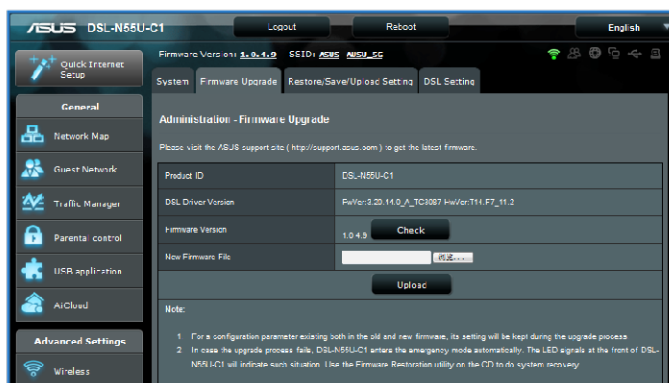 ASUS DSL-N55U-C1
Logout
Reboot
English
Quick Internet Setup
Firmware Version: 1.0.4.9 SSID: ASUS ASUS_5G
System
Firmware Upgrade
Restore/Save/Upload Setting
DSL Setting
General
Network Map
Guest Network
Traffic Manager
Parental control
USB application
AiCloud
Advanced Settings
Wireless
Administration - Firmware Upgrade
Please visit the ASUS support site ( http://support.asus.com ) to get the latest firmware.
Product ID
DSL-N55U-C1
DSL Driver Version
FwVer:3.20.14.0_A_TC3087 HwVer:T14.F7_11.2
Firmware Version
1.0.4.9
Check
New Firmware File
浏览...
Upload
Note:
1 For a configuration parameter existing both in the old and new firmware, its setting will be kept during the upgrade process
2 In case the upgrade process fails, DSL-N55U-C1 enters the emergency mode automatically. The LED signals at the front of DSL-
N55U-C1 will indicate such situation. Use the Firmware Restoration utility on the CD to do system recovery